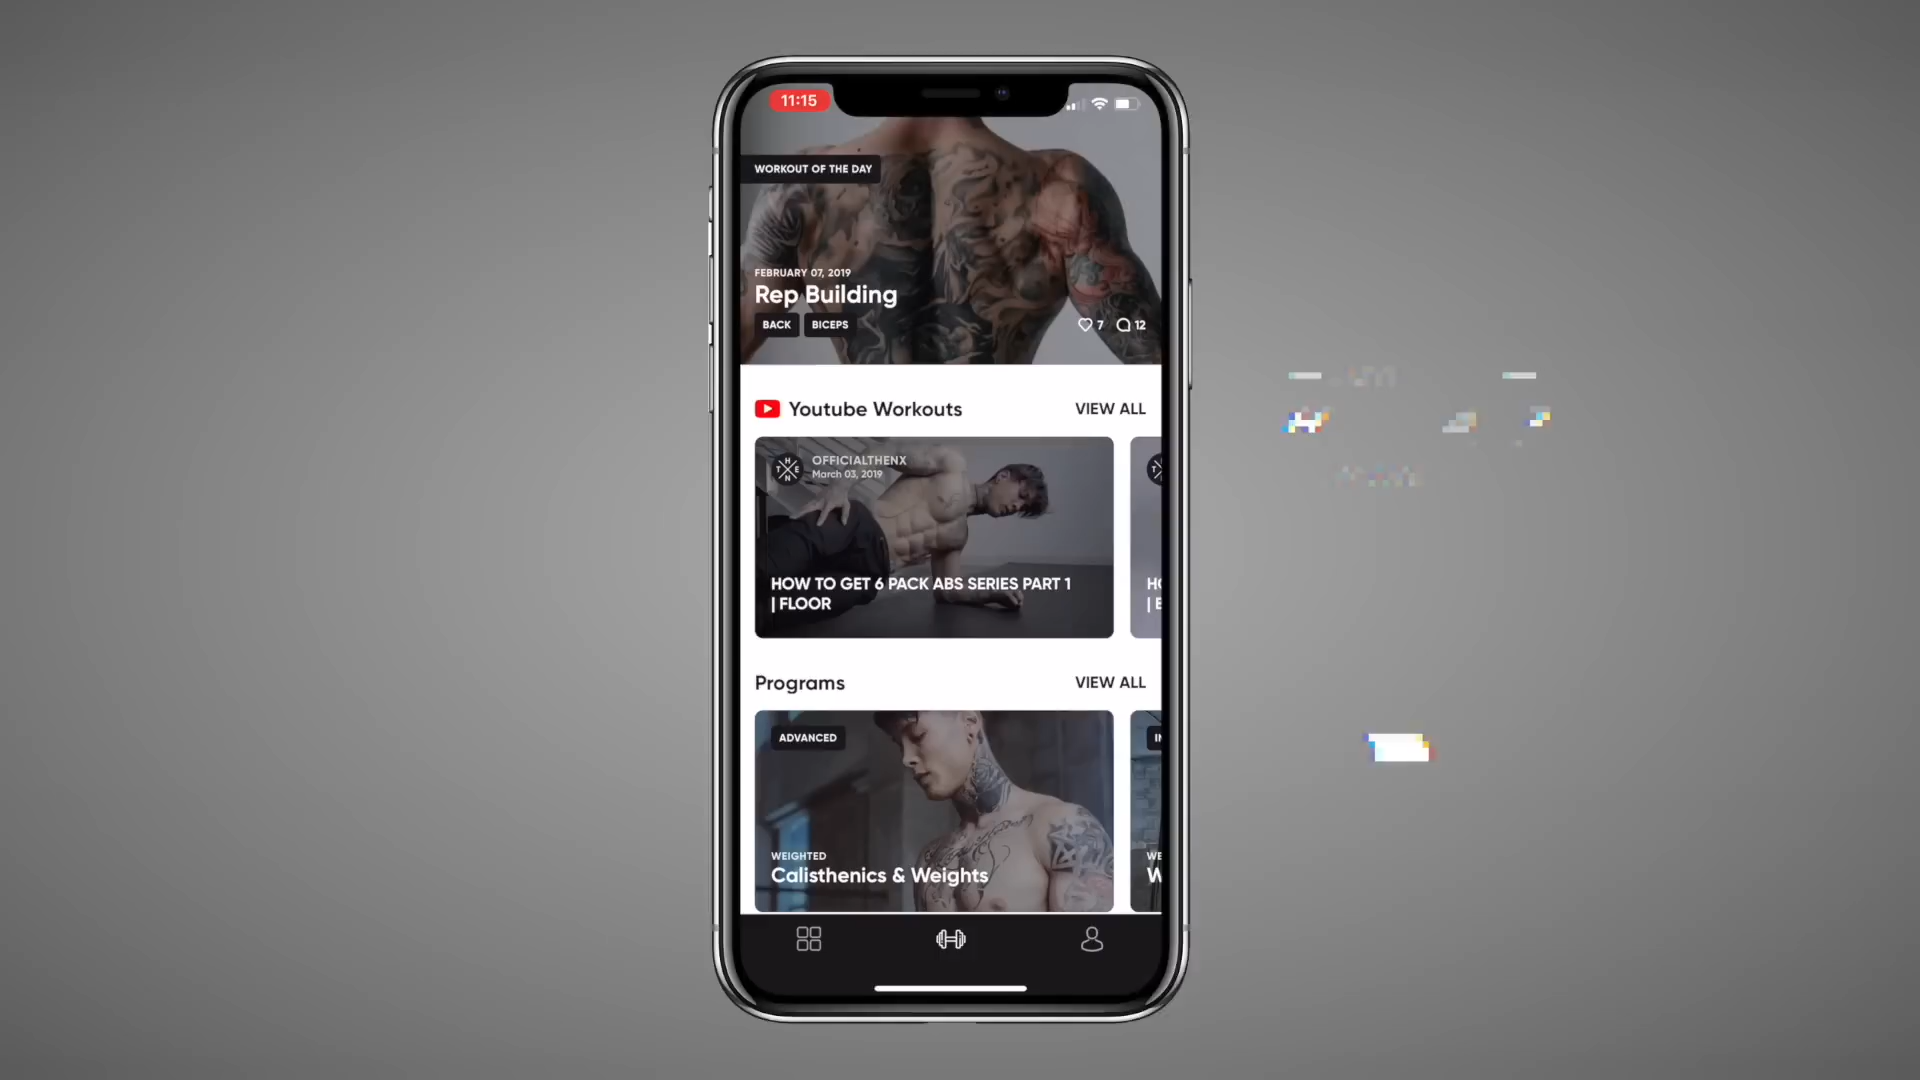 11:15
WORKOUT OF THE DAY
FEBRUARY 07, 2019
Rep Building
BACK BICEPS 7 12
Youtube Workouts VIEW ALL
THEN
OFFICIALTHENX
March 03, 2019
HOW TO GET 6 PACK ABS SERIES PART 1
| FLOOR
Programs VIEW ALL
ADVANCED
WEIGHTED
Calisthenics & Weights